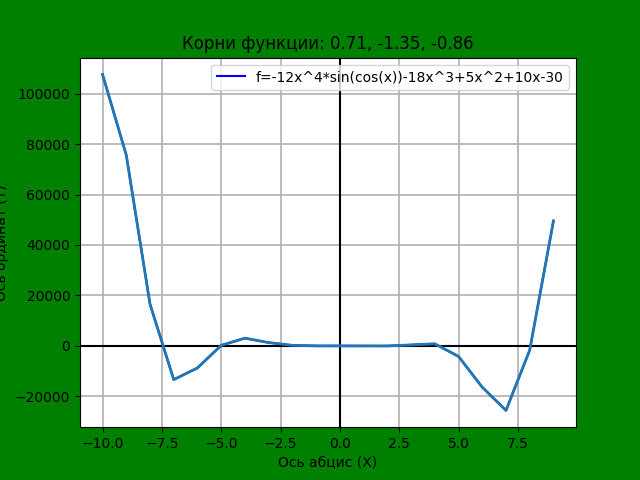 Корни функции: 0.71, -1.35, -0.86
f=-12x^4*sin(cos(x))-18x^3+5x^2+10x-30
100000
80000
60000
40000
20000
0
−20000
−10.0 −7.5 −5.0 −2.5 0.0 2.5 5.0 7.5
Ось абцис (X)
Ось ординат (Y)